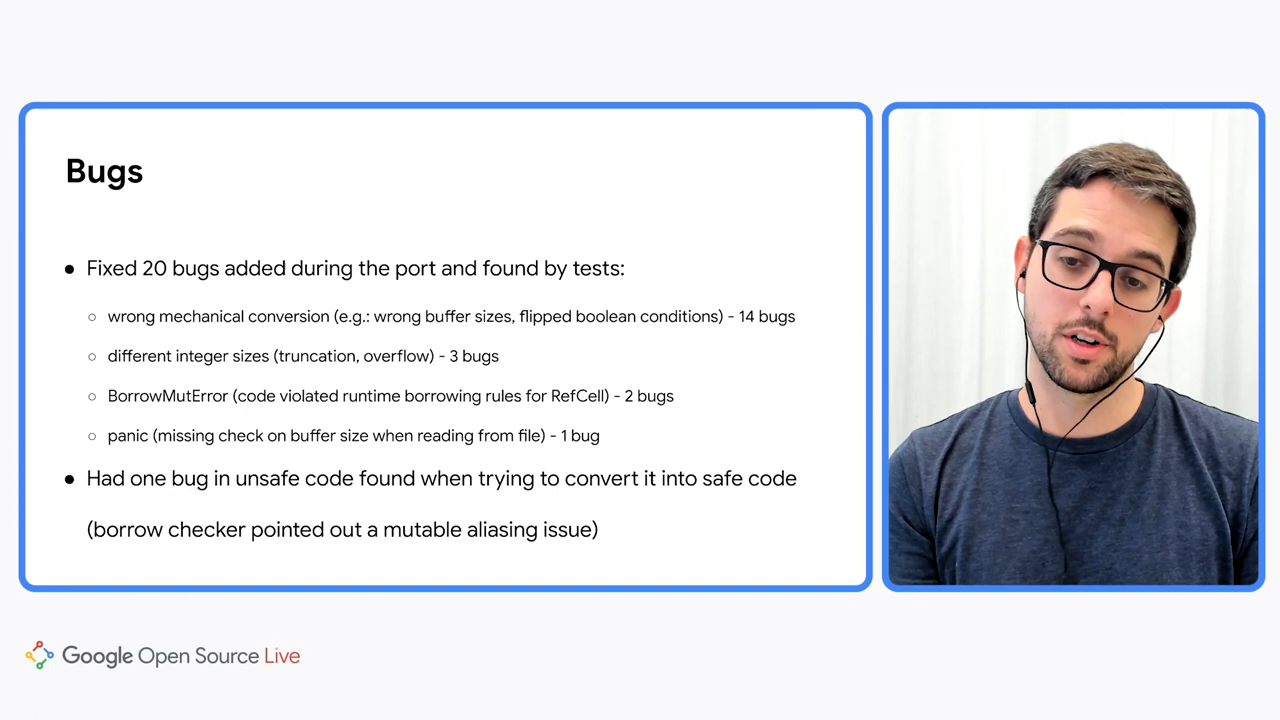 Bugs
● Fixed 20 bugs added during the port and found by tests:
○ wrong mechanical conversion (e.g.: wrong buffer sizes, flipped boolean conditions) - 14 bugs
○ different integer sizes (truncation, overflow) - 3 bugs
○ BorrowMutError (code violated runtime borrowing rules for RefCell) - 2 bugs
○ panic (missing check on buffer size when reading from file) - 1 bug
● Had one bug in unsafe code found when trying to convert it into safe code
(borrow checker pointed out a mutable aliasing issue)
Google Open Source Live